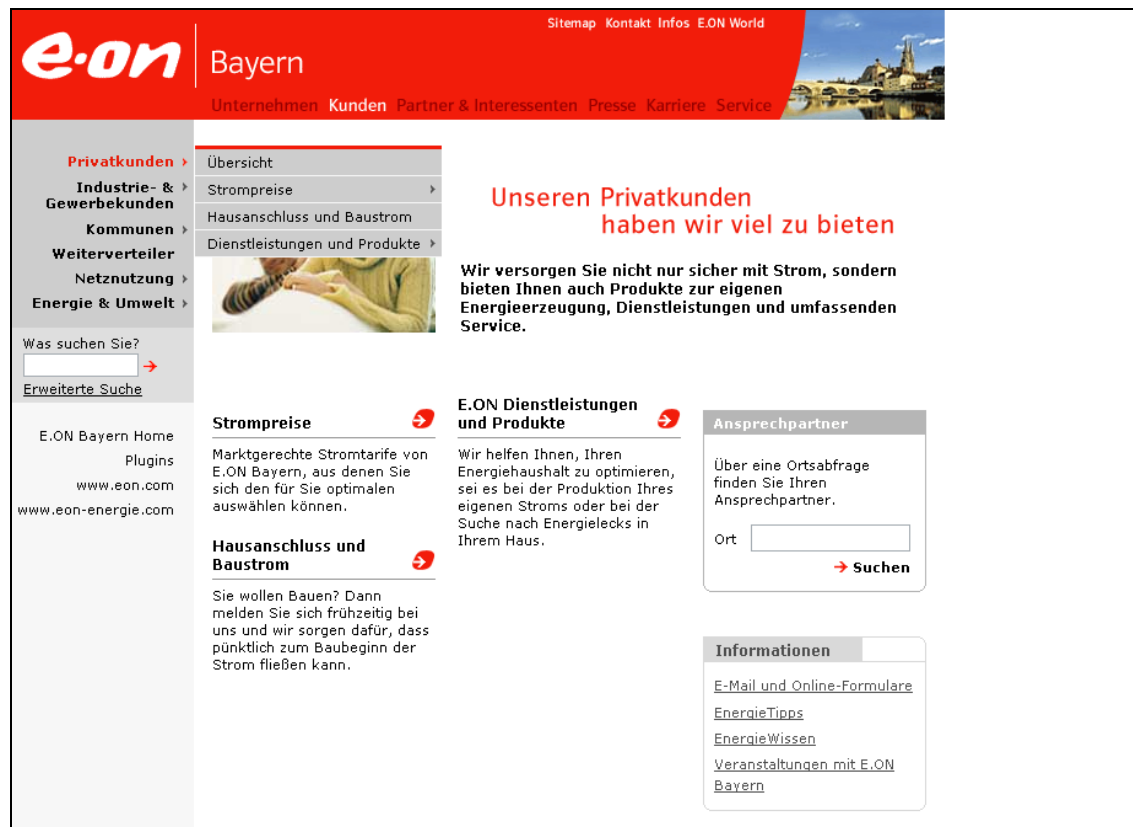 Sitemap Kontakt Infos E.ON World
e·on
Bayern
Unternehmen Kunden Partner & Interessenten Presse Karriere Service
Privatkunden
Industrie- &
Gewerbekunden
Kommunen
Weiterverteiler
Netznutzung
Energie & Umwelt
Was suchen Sie?
Erweiterte Suche
E.ON Bayern Home
Plugins
www.eon.com
www.eon-energie.com
Übersicht
Strompreise
Hausanschluss und Baustrom
Dienstleistungen und Produkte
Unseren Privatkunden
haben wir viel zu bieten
Wir versorgen Sie nicht nur sicher mit Strom, sondern
bieten Ihnen auch Produkte zur eigenen
Energieerzeugung, Dienstleistungen und umfassenden
Service.
Strompreise
Marktgerechte Stromtarife von
E.ON Bayern, aus denen Sie
sich den für Sie optimalen
auswählen können.
Hausanschluss und
Baustrom
Sie wollen Bauen? Dann
melden Sie sich frühzeitig bei
uns und wir sorgen dafür, dass
pünktlich zum Baubeginn der
Strom fließen kann.
E.ON Dienstleistungen
und Produkte
Wir helfen Ihnen, Ihren
Energiehaushalt zu optimieren,
sei es bei der Produktion Ihres
eigenen Stroms oder bei der
Suche nach Energielecks in
Ihrem Haus.
Ansprechpartner
Über eine Ortsabfrage
finden Sie Ihren
Ansprechpartner.
Ort
Suchen
Informationen
E-Mail und Online-Formulare
EnergieTipps
EnergieWissen
Veranstaltungen mit E.ON
Bayern